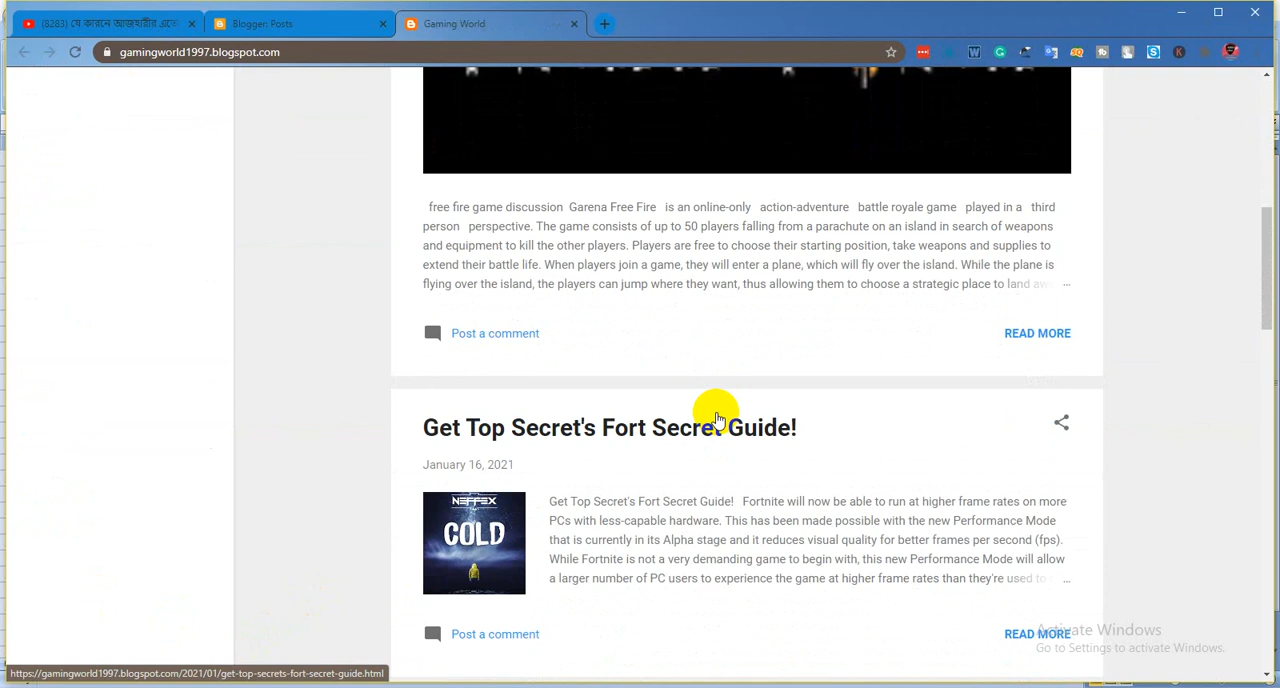 (8283) যে কারনে আজহারীর এতো
Blogger: Posts
Gaming World
gamingworld1997.blogspot.com
free fire game discussion Garena Free Fire is an online-only action-adventure battle royale game played in a third
person perspective. The game consists of up to 50 players falling from a parachute on an island in search of weapons
and equipment to kill the other players. Players are free to choose their starting position, take weapons and supplies to
extend their battle life. When players join a game, they will enter a plane, which will fly over the island. While the plane is
flying over the island, the players can jump where they want, thus allowing them to choose a strategic place to land ...
Post a comment
READ MORE
Get Top Secret's Fort Secret Guide!
January 16, 2021
NEFFEX
COLD
Get Top Secret's Fort Secret Guide! Fortnite will now be able to run at higher frame rates on more
PCs with less-capable hardware. This has been made possible with the new Performance Mode
that is currently in its Alpha stage and it reduces visual quality for better frames per second (fps).
While Fortnite is not a very demanding game to begin with, this new Performance Mode will allow
a larger number of PC users to experience the game at higher frame rates than they're used to ...
Post a comment
READ MORE
Activate Windows
Go to Settings to activate Windows.
https://gamingworld1997.blogspot.com/2021/01/get-top-secrets-fort-secret-guide.html